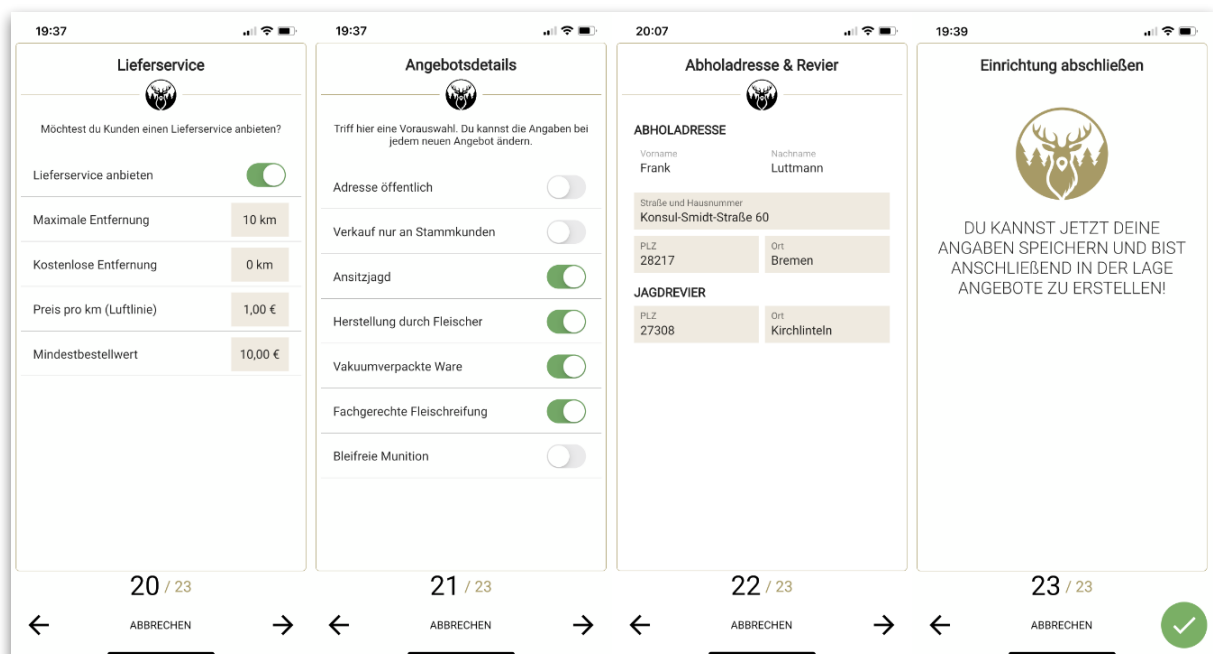 19:37
Lieferservice
Möchtest du Kunden einen Lieferservice anbieten?
Lieferservice anbieten
Maximale Entfernung 10 km
Kostenlose Entfernung 0 km
Preis pro km (Luftlinie) 1,00 €
Mindestbestellwert 10,00 €
20 / 23
ABBRECHEN
19:37
Angebotsdetails
Triff hier eine Vorauswahl. Du kannst die Angaben bei
jedem neuen Angebot ändern.
Adresse öffentlich
Verkauf nur an Stammkunden
Ansitzjagd
Herstellung durch Fleischer
Vakuumverpackte Ware
Fachgerechte Fleischreifung
Bleifreie Munition
21 / 23
ABBRECHEN
20:07
Abholadresse & Revier
ABHOLADRESSE
Vorname Nachname
Frank Luttmann
Straße und Hausnummer
Konsul-Smidt-Straße 60
PLZ Ort
28217 Bremen
JAGDREVIER
PLZ Ort
27308 Kirchlinteln
22 / 23
ABBRECHEN
19:39
Einrichtung abschließen
DU KANNST JETZT DEINE
ANGABEN SPEICHERN UND BIST
ANSCHLIEßEND IN DER LAGE
ANGEBOTE ZU ERSTELLEN!
23 / 23
ABBRECHEN